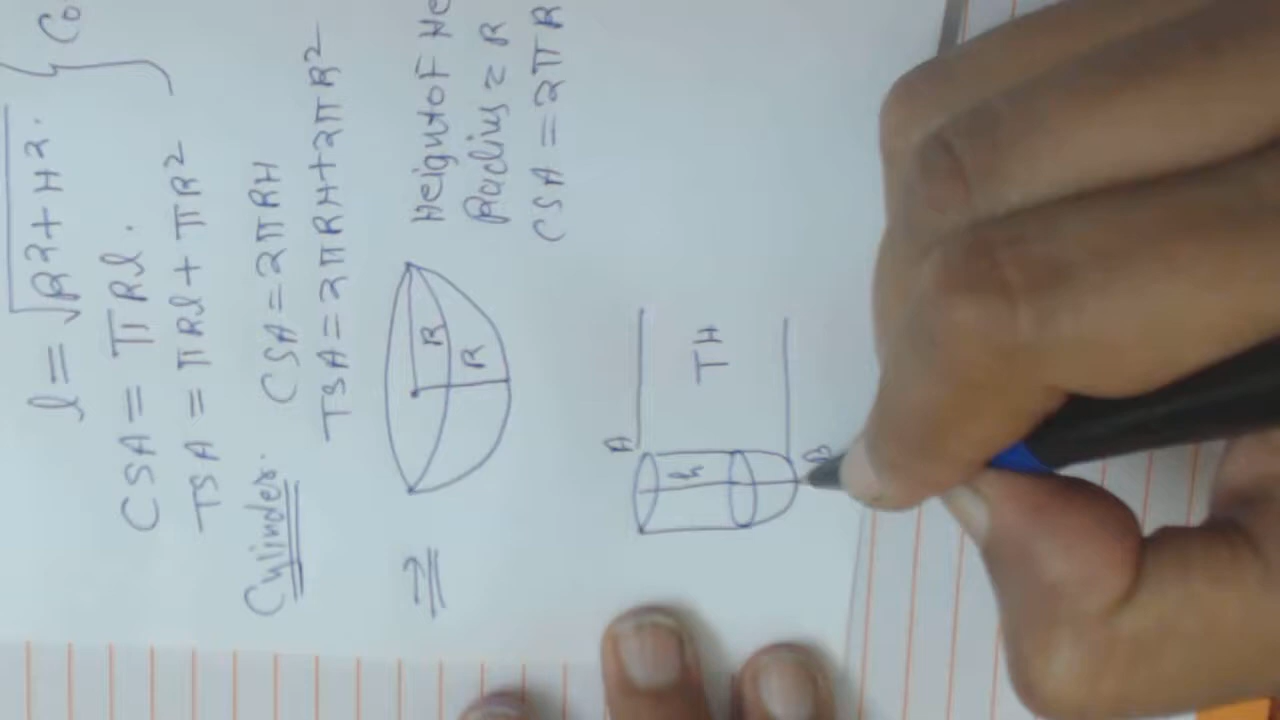 l = √R²+H². } Co
CSA = πRl.
TSA = πRl + πR²
Cylinder. CSA = 2πRH
TSA = 2πRH+2πR²
⇒ R R Height of He
Radius = R
CSA = 2πR
A
h TH
B